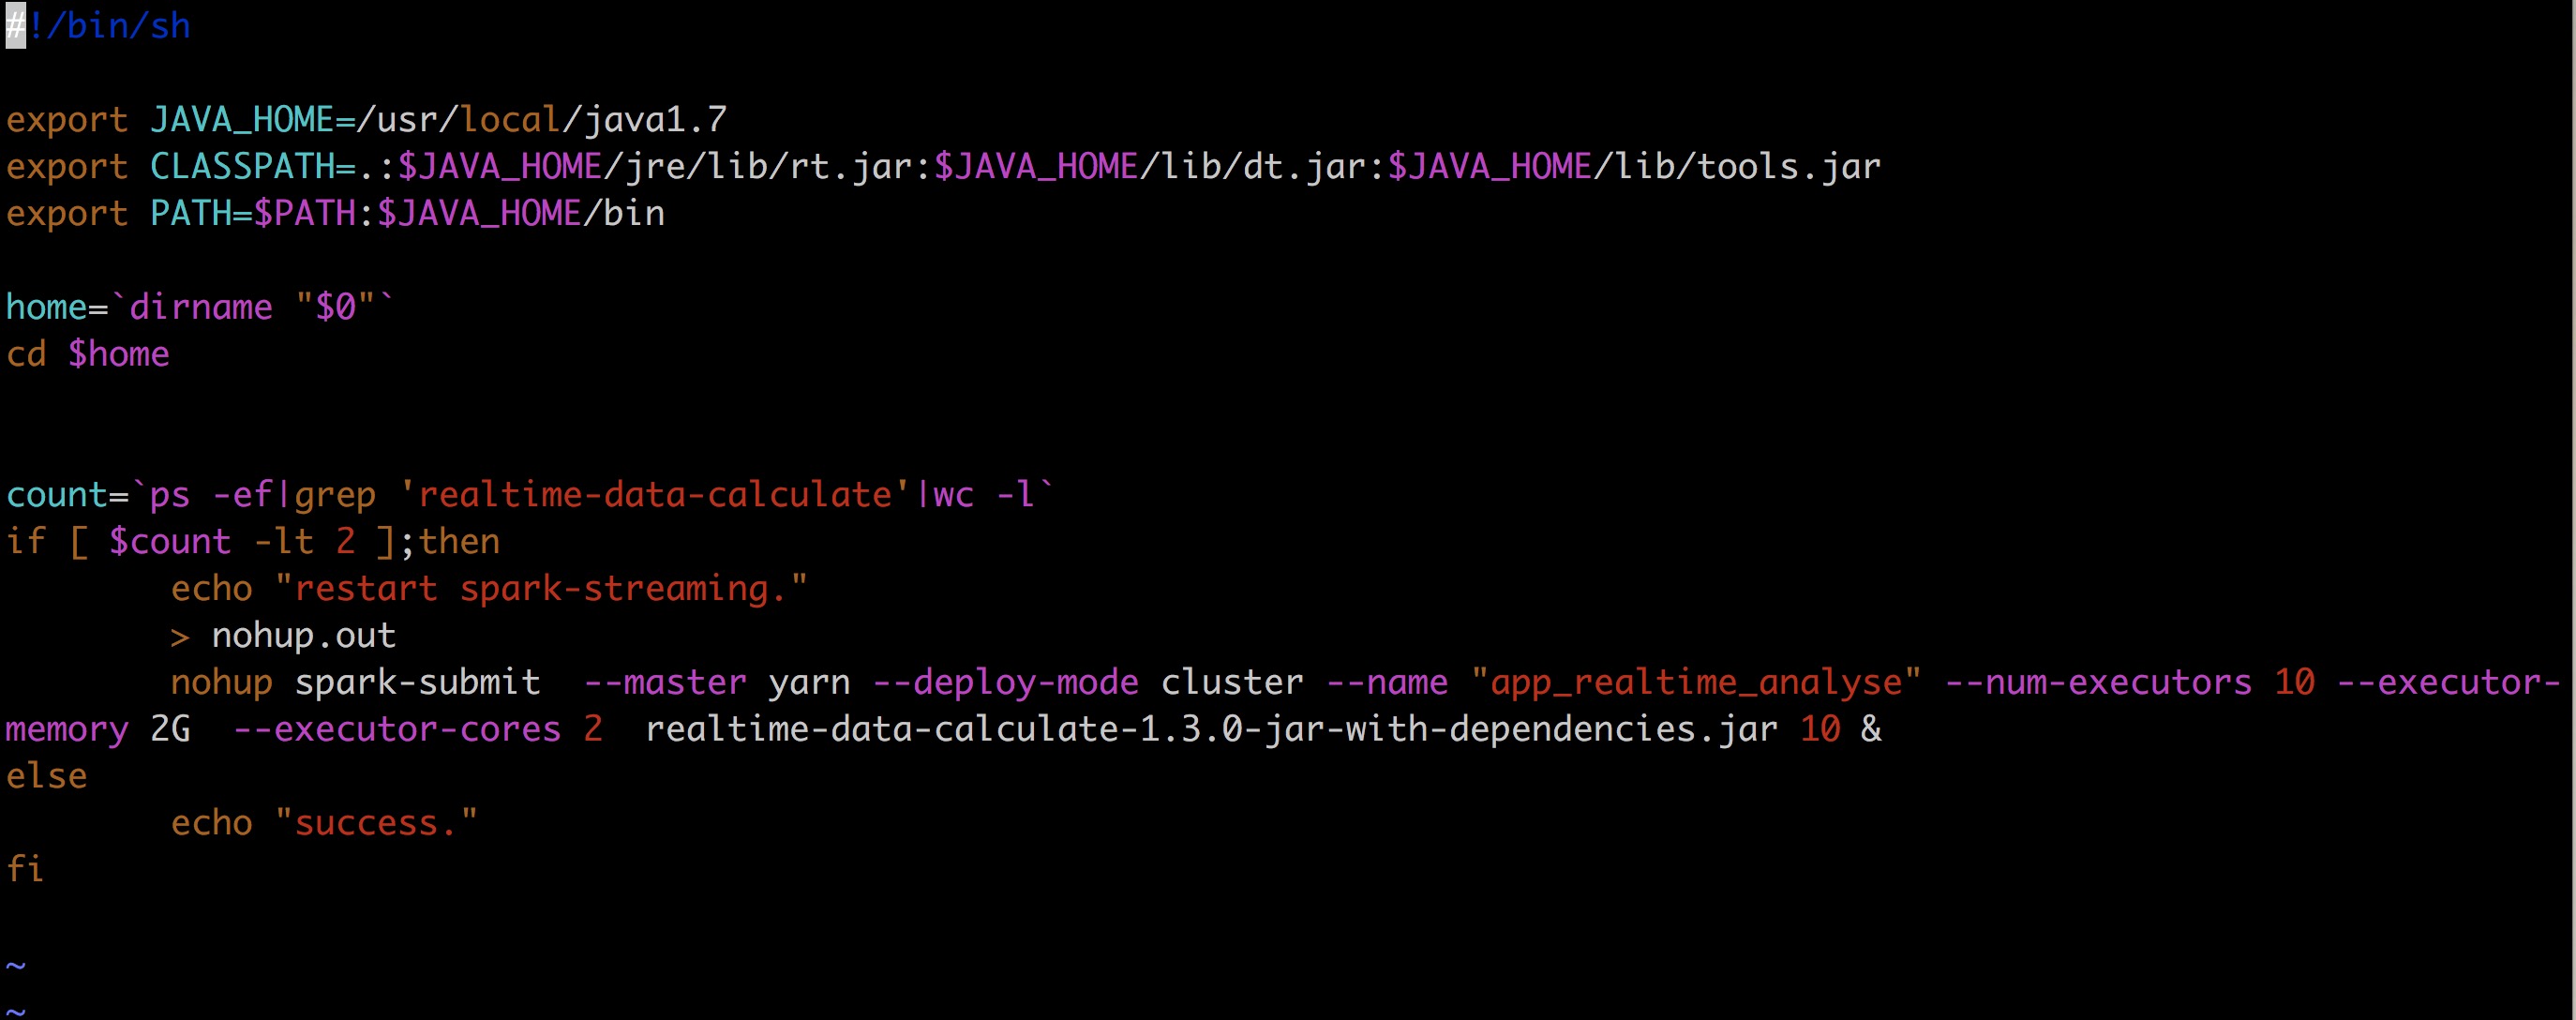 #!/bin/sh
export JAVA_HOME=/usr/local/java1.7
export CLASSPATH=.:$JAVA_HOME/jre/lib/rt.jar:$JAVA_HOME/lib/dt.jar:$JAVA_HOME/lib/tools.jar
export PATH=$PATH:$JAVA_HOME/bin
home=`dirname "$0"`
cd $home
count=`ps -ef|grep 'realtime-data-calculate'|wc -l`
if [ $count -lt 2 ];then
        echo "restart spark-streaming."
        > nohup.out
        nohup spark-submit  --master yarn --deploy-mode cluster --name "app_realtime_analyse" --num-executors 10 --executor-
memory 2G  --executor-cores 2  realtime-data-calculate-1.3.0-jar-with-dependencies.jar 10 &
else
        echo "success."
fi
~
~